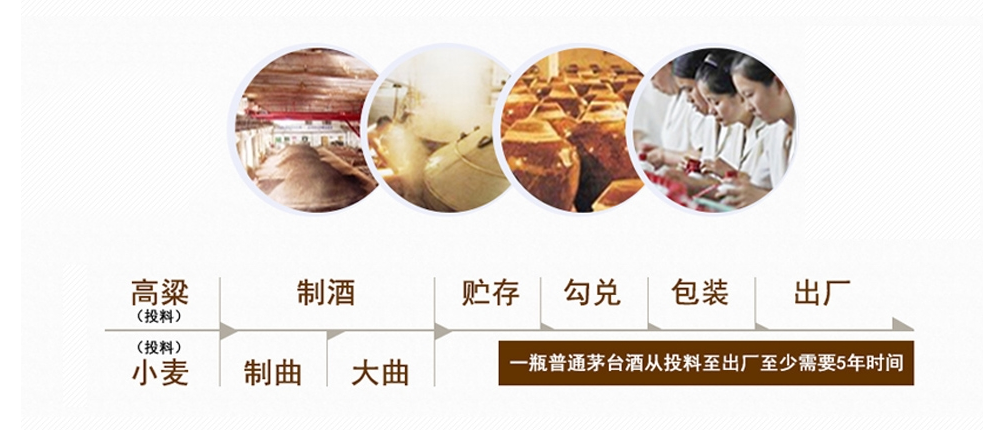 高粱 制酒 贮存 勾兑 包装 出厂
（投料）
（投料）
小麦 制曲 大曲
一瓶普通茅台酒从投料至出厂至少需要5年时间